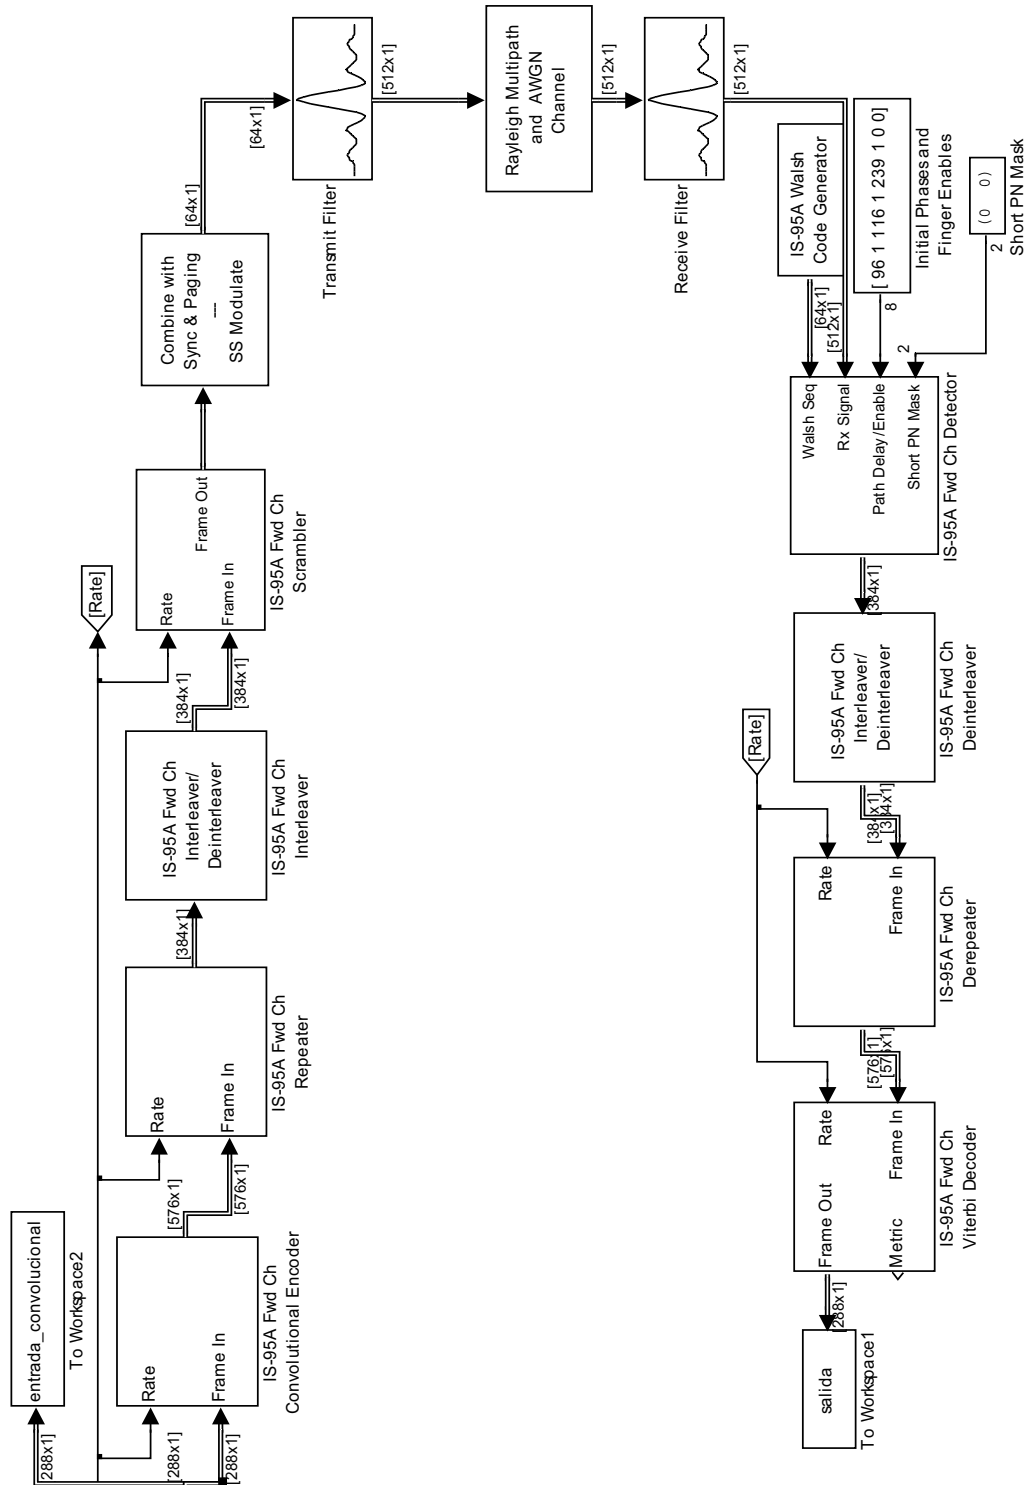 entrada_convolucional
To Workspace2
[288x1]
[288x1]
[288x1]
Rate
Frame In
IS-95A Fwd Ch
Convolutional Encoder
[576x1]
[576x1]
Rate
Frame In
IS-95A Fwd Ch
Repeater
[384x1]
IS-95A Fwd Ch
Interleaver/
Deinterleaver
IS-95A Fwd Ch
Interleaver
[384x1]
[384x1]
[Rate]
Rate
Frame In
Frame Out
IS-95A Fwd Ch
Scrambler
Combine with
Sync & Paging
---
SS Modulate
[64x1]
[64x1]
Transmit Filter
[512x1]
Rayleigh Multipath
and AWGN
Channel
[512x1]
Receive Filter
[512x1]
IS-95A Walsh
Code Generator
[64x1]
[512x1]
[ 96 1 116 1 239 1 0 0]
Initial Phases and
Finger Enables
8
(0 0)
Short PN Mask
2
2
Walsh Seq
Rx Signal
Path Delay/Enable
Short PN Mask
IS-95A Fwd Ch Detector
[384x1]
IS-95A Fwd Ch
Interleaver/
Deinterleaver
IS-95A Fwd Ch
Deinterleaver
[384x1]
[384x1]
[Rate]
Rate
Frame In
IS-95A Fwd Ch
Derepeater
[576x1]
[576x1]
Rate
Frame In
Frame Out
Metric
IS-95A Fwd Ch
Viterbi Decoder
[288x1]
salida
To Workspace1